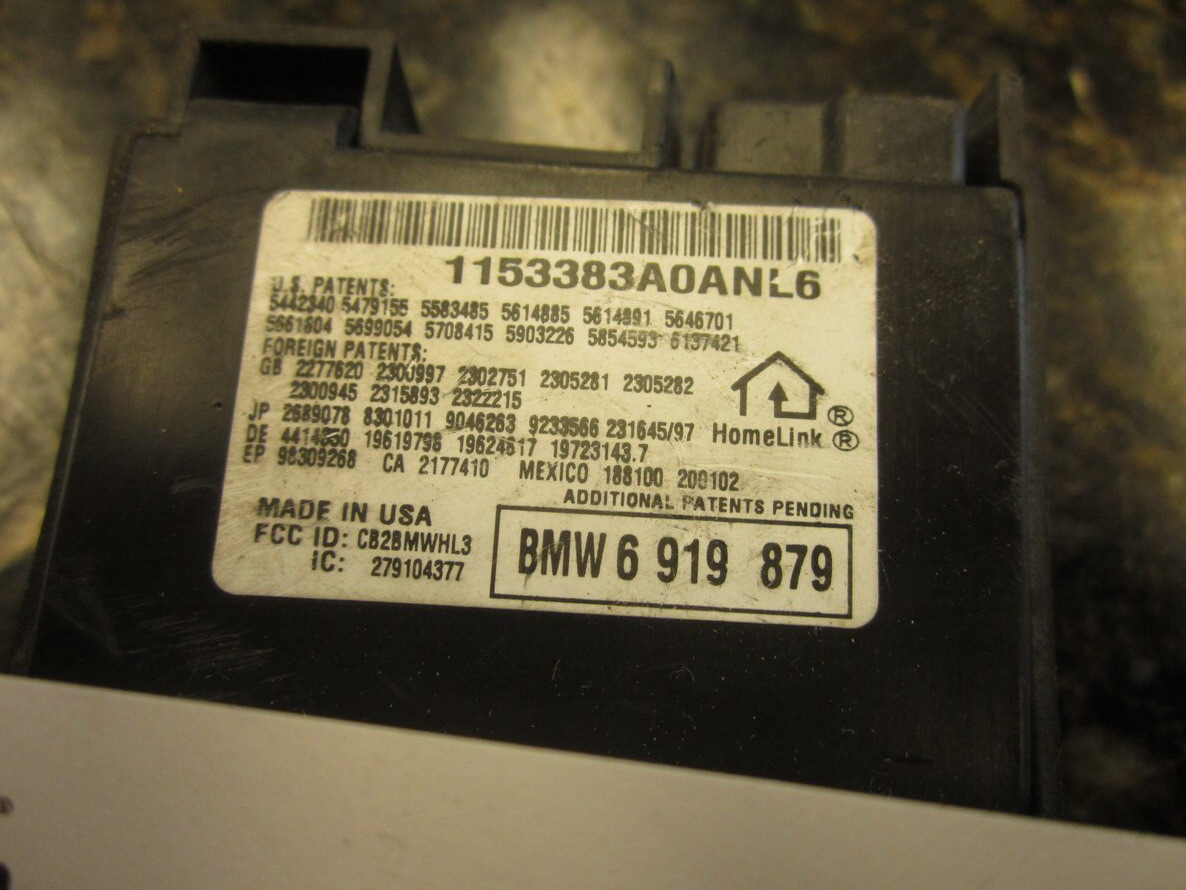 1153383A0ANL6
U.S. PATENTS:
5442340 5479155 5583485 5614885 5614891 5646701
5661804 5699054 5708415 5903226 5854593 6137421
FOREIGN PATENTS:
GB 2277620 2300997 2302751 2305281 2305282
2300945 2315893 2322215
JP 2689078 8301011 9046263 9233566 231645/97
DE 19619798 19624617 19723143.7
EP 98309268 CA 2177410 MEXICO 188100 200102
®
HomeLink ®
ADDITIONAL PATENTS PENDING
MADE IN USA
FCC ID: CB2BMWHL3
IC: 279104377
BMW 6 919 879